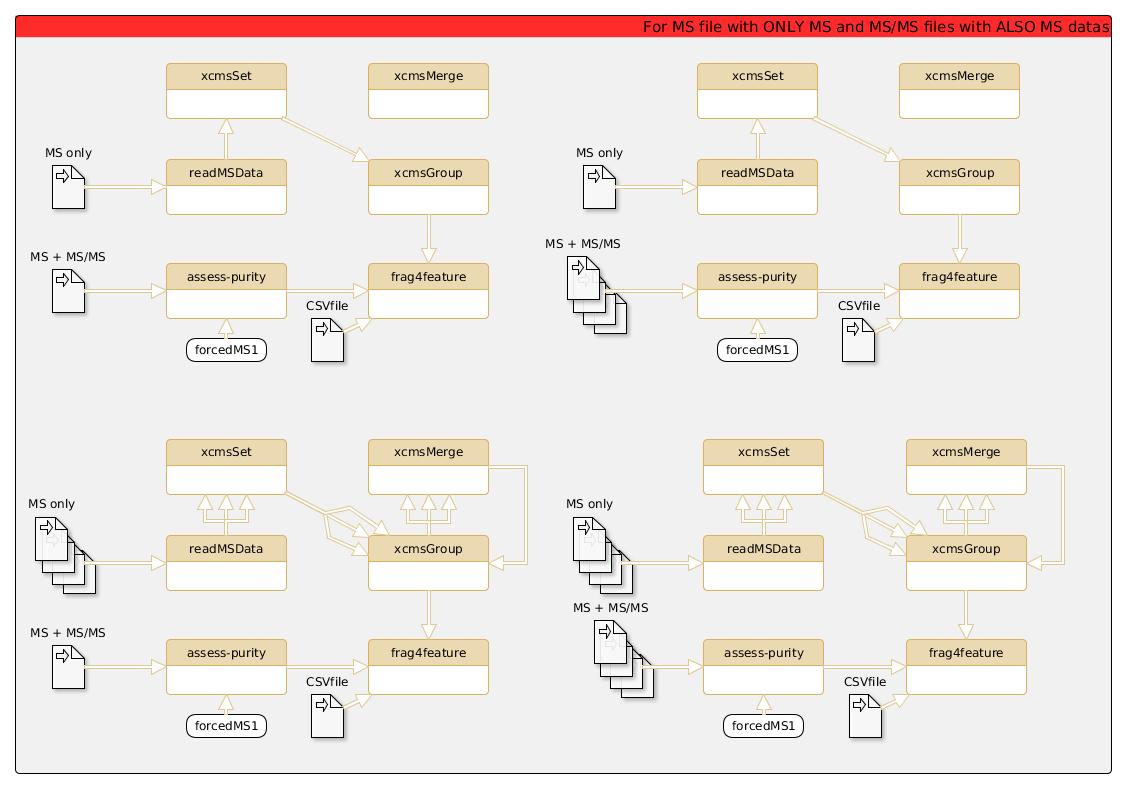 For MS file with ONLY MS and MS/MS files with ALSO MS datas
xcmsSet
xcmsMerge
MS only
readMSData
xcmsGroup
MS + MS/MS
assess-purity
frag4feature
CSVfile
forcedMS1
xcmsSet
xcmsMerge
MS only
readMSData
xcmsGroup
MS + MS/MS
assess-purity
frag4feature
CSVfile
forcedMS1
xcmsSet
xcmsMerge
MS only
readMSData
xcmsGroup
MS + MS/MS
assess-purity
frag4feature
CSVfile
forcedMS1
xcmsSet
xcmsMerge
MS only
readMSData
xcmsGroup
MS + MS/MS
assess-purity
frag4feature
CSVfile
forcedMS1